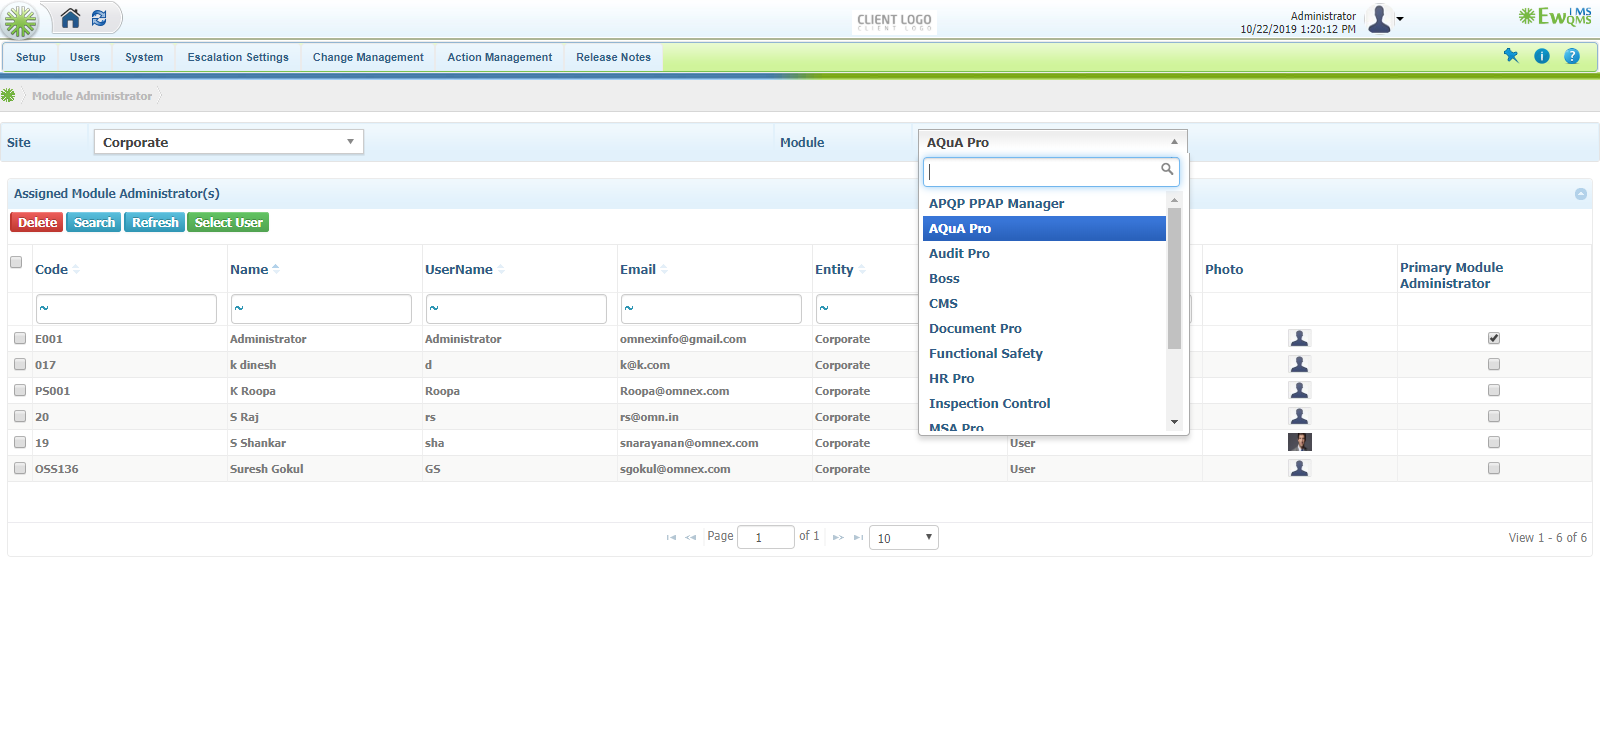 CLIENT LOGO
CLIENT LOGO
Administrator
10/22/2019 1:20:12 PM
EwQMS
Setup Users System Escalation Settings Change Management Action Management Release Notes
Module Administrator
Site Corporate Module AQuA Pro
APQP PPAP Manager
AQuA Pro
Audit Pro
Boss
CMS
Document Pro
Functional Safety
HR Pro
Inspection Control
MSA Pro
Assigned Module Administrator(s)
Delete Search Refresh Select User
Code Name UserName Email Entity Photo Primary Module Administrator
~ ~ ~ ~ ~
E001 Administrator Administrator omnexinfo@gmail.com Corporate
017 k dinesh d k@k.com Corporate
PS001 K Roopa Roopa Roopa@omnex.com Corporate
20 S Raj rs rs@omn.in Corporate
19 S Shankar sha snarayanan@omnex.com Corporate User
OSS136 Suresh Gokul GS sgokul@omnex.com Corporate User
Page 1 of 1 10 View 1 - 6 of 6